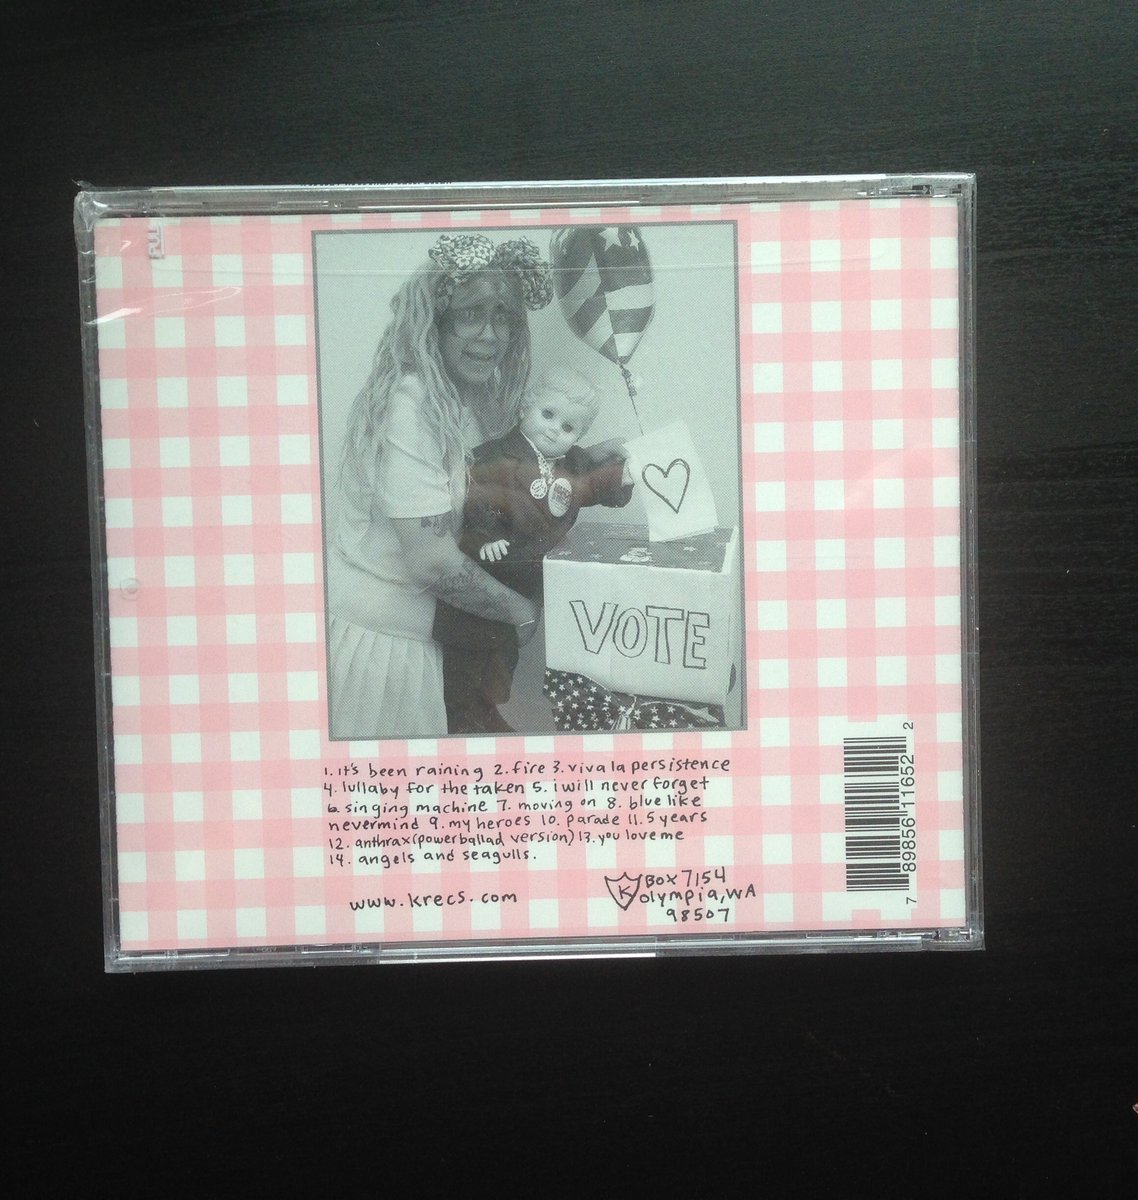 PULL
VOTE
1. it's been raining 2. fire 3. viva la persistence
4. lullaby for the taken 5. i will never forget
6. singing machine 7. moving on 8. blue like
nevermind 9. my heroes 10. parade 11. 5 years
12. anthrax (powerballad version) 13. you love me
14. angels and seagulls.
www.krecs.com
K
Box 7154
olympia, WA
98507
7 89856 11652 2